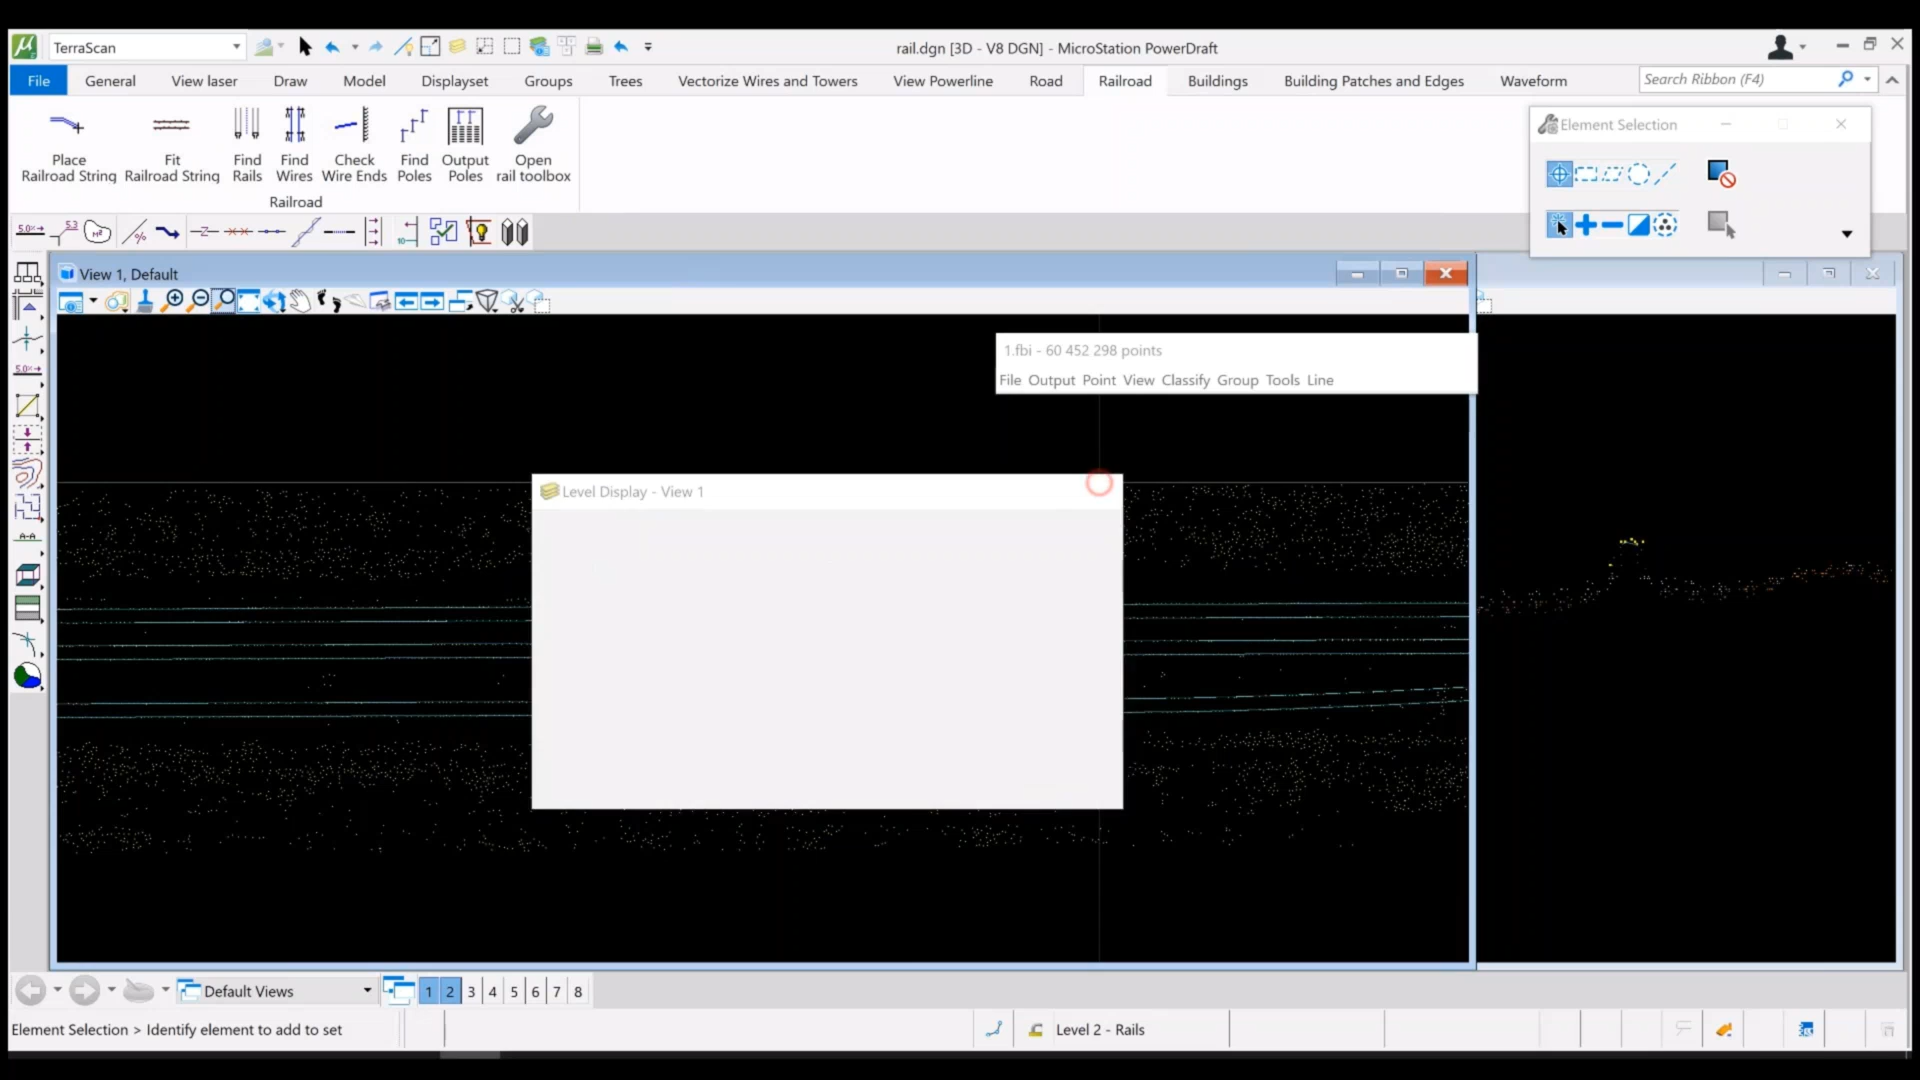 TerraScan
rail.dgn [3D - V8 DGN] - MicroStation PowerDraft
File General View laser Draw Model Displayset Groups Trees Vectorize Wires and Towers View Powerline Road Railroad Buildings Building Patches and Edges Waveform
Search Ribbon (F4)
Place Railroad String
Fit Railroad String
Find Rails
Find Wires
Check Wire Ends
Find Poles
Output Poles
Open rail toolbox
Railroad
Element Selection
View 1, Default
1.fbi - 60 452 298 points
File Output Point View Classify Group Tools Line
Level Display - View 1
Default Views
1 2 3 4 5 6 7 8
Element Selection > Identify element to add to set
Level 2 - Rails